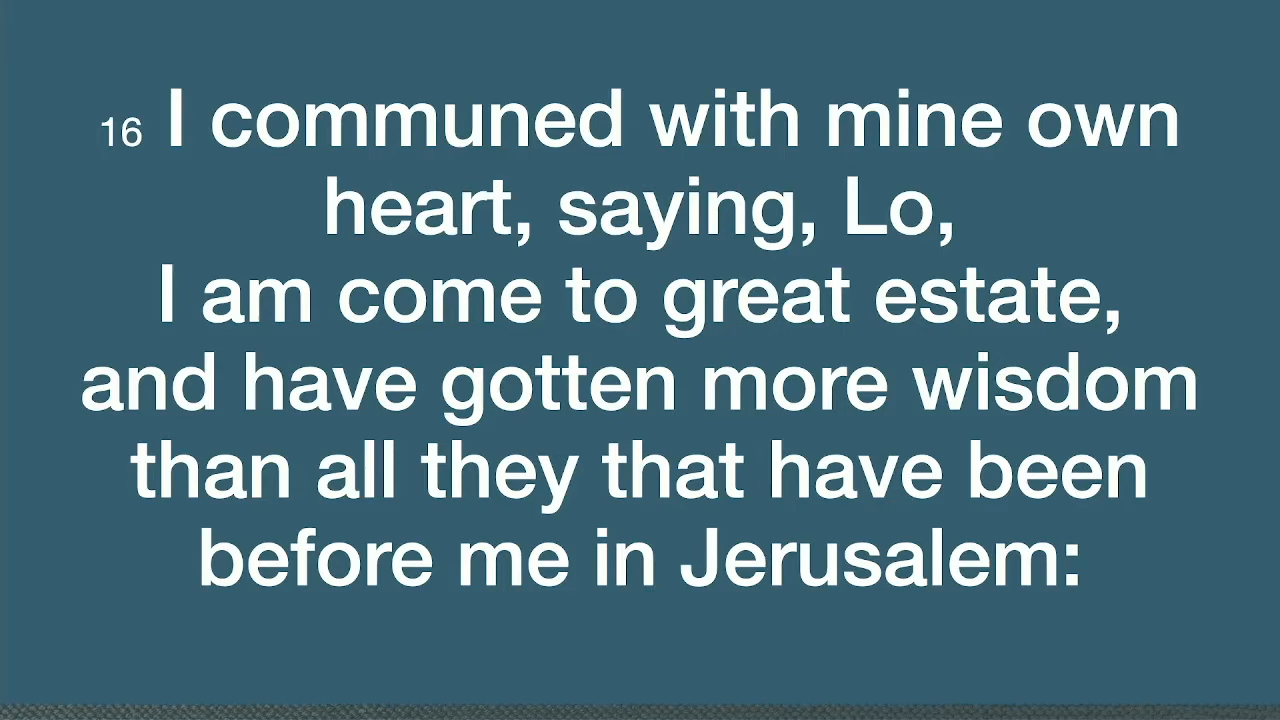 16 I communed with mine own
heart, saying, Lo,
I am come to great estate,
and have gotten more wisdom
than all they that have been
before me in Jerusalem: